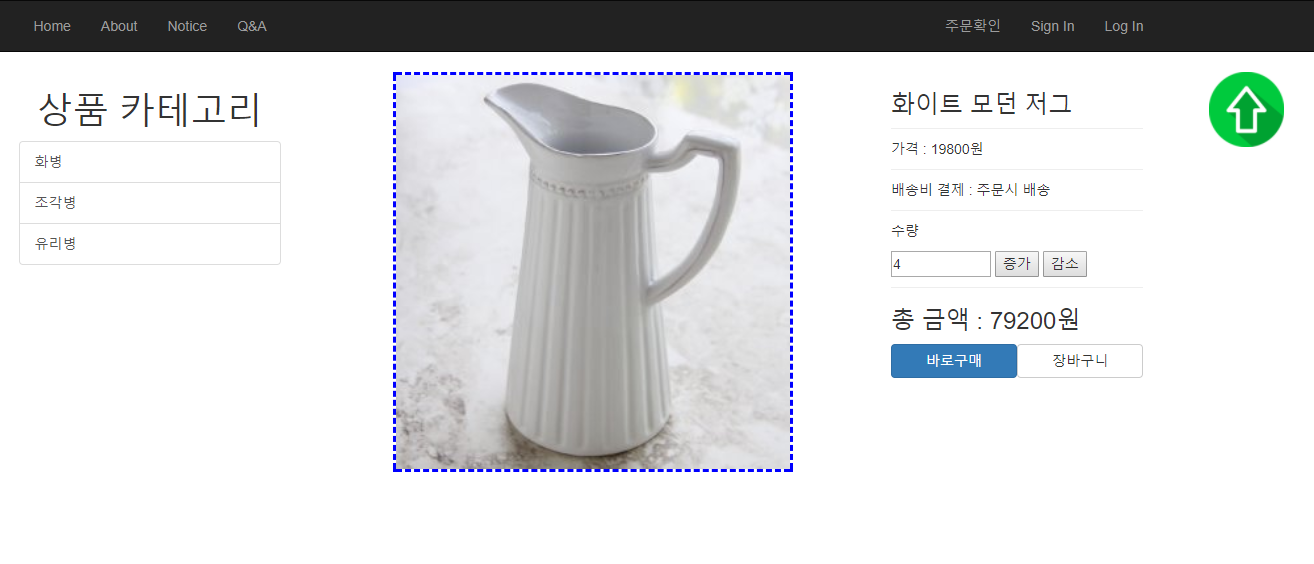 Home About Notice Q&A 주문확인 Sign In Log In
상품 카테고리
화병
조각병
유리병
화이트 모던 저그
가격 : 19800원
배송비 결제 : 주문시 배송
수량
4 증가 감소
총 금액 : 79200원
바로구매 장바구니